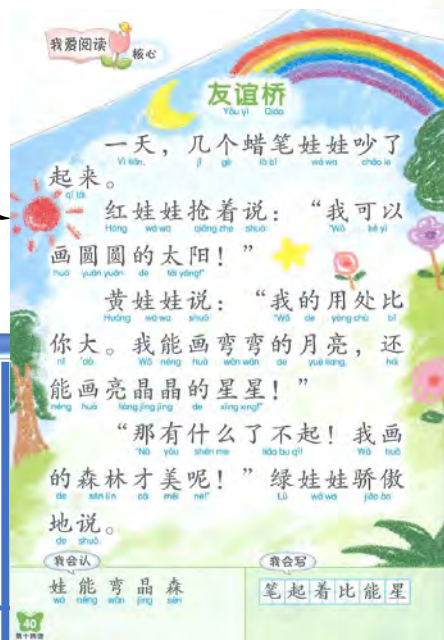 我爱阅读
核心
友谊桥
Yǒu yì Qiáo
一天，几个蜡笔娃娃吵了
Yì tiān, jǐ gè là bǐ wá wa chǎo le
起来。
qǐ lái
红娃娃抢着说：“我可以
Hóng wá wa qiǎng zhe shuō: "Wǒ kě yǐ
画圆圆的太阳！”
huà yuán yuán de tài yáng!"
黄娃娃说：“我的用处比
Huáng wá wa shuō: "Wǒ de yòng chù bǐ
你大。我能画弯弯的月亮，还
nǐ dà. Wǒ néng huà wān wān de yuè liang, hái
能画亮晶晶的星星！”
néng huà liàng jīng jīng de xīng xing!"
“那有什么了不起！我画
"Nà yǒu shén me liǎo bu qǐ! Wǒ huà
的森林才美呢！”绿娃娃骄傲
de sēn lín cái měi ne!" Lǜ wá wa jiāo ào
地说。
de shuō.
我会认
我会写
娃 能 弯 晶 森
wá néng wān jīng sēn
笔 起 着 比 能 星
40
第十四课